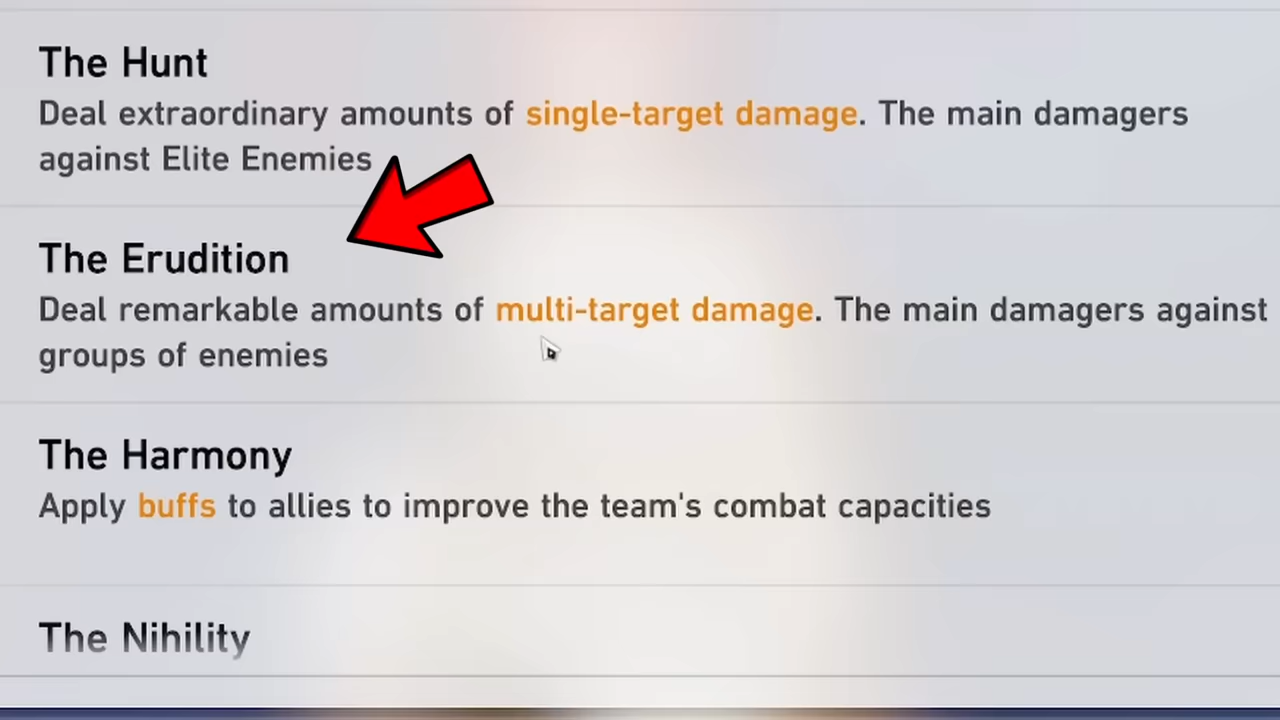 The Hunt
Deal extraordinary amounts of single-target damage. The main damagers
against Elite Enemies
The Erudition
Deal remarkable amounts of multi-target damage. The main damagers against
groups of enemies
The Harmony
Apply buffs to allies to improve the team's combat capacities
The Nihility